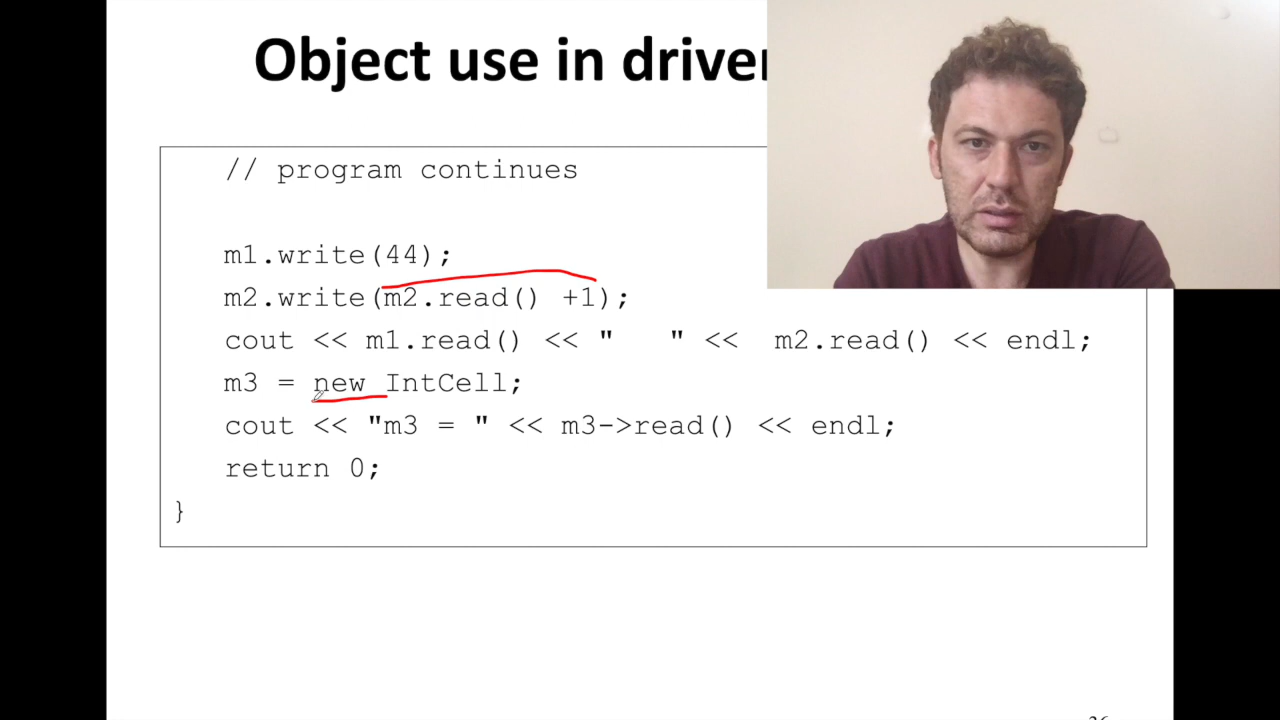 Object use in driver
// program continues
m1.write(44);
m2.write(m2.read() +1);
cout << m1.read() << "   " <<  m2.read() << endl;
m3 = new IntCell;
cout << "m3 = " << m3->read() << endl;
return 0;
}